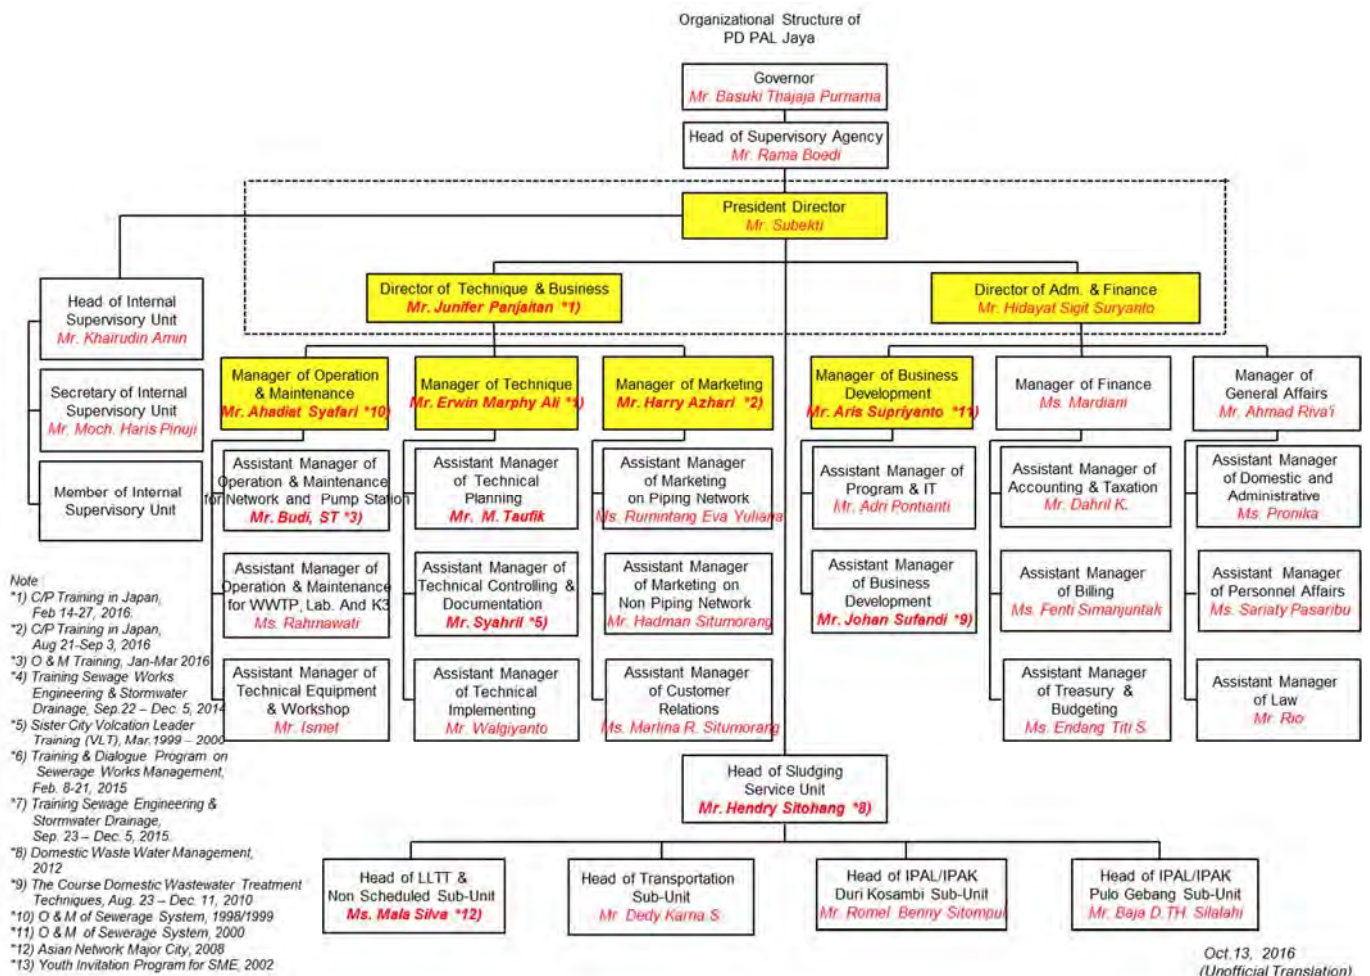 Organizational Structure of
PD PAL Jaya
Governor
Mr. Basuki Thajaja Purnama
Head of Supervisory Agency
Mr. Rama Boedi
President Director
Mr. Subekti
Director of Technique & Business
Mr. Junifer Panjaitan *1)
Director of Adm. & Finance
Mr. Hidayat Sigit Suryanto
Head of Internal
Supervisory Unit
Mr. Khairudin Amin
Secretary of Internal
Supervisory Unit
Mr. Moch. Haris Pinuji
Member of Internal
Supervisory Unit
Manager of Operation
& Maintenance
Mr. Ahadiat Syafari *10)
Manager of Technique
Mr. Erwin Marphy Ali *1)
Manager of Marketing
Mr. Harry Azhari *2)
Manager of Business
Development
Mr. Aris Supriyanto *11)
Manager of Finance
Ms. Mardiani
Manager of
General Affairs
Mr. Ahmad Riva'i
Assistant Manager of
Operation & Maintenance
for Network and Pump Station
Mr. Budi, ST *3)
Assistant Manager
of Technical
Planning
Mr. M. Taufik
Assistant Manager
of Marketing
on Piping Network
Ms. Rumintang Eva Yuliana
Assistant Manager of
Program & IT
Mr. Adri Pontianti
Assistant Manager of
Accounting & Taxation
Mr. Dahril K.
Assistant Manager
of Domestic and
Administrative
Ms. Pronika
Assistant Manager of
Operation & Maintenance
for WWTP, Lab. And K3
Ms. Rahmawati
Assistant Manager of
Technical Controlling &
Documentation
Mr. Syahril *5)
Assistant Manager
of Marketing on
Non Piping Network
Mr. Hadman Situmorang
Assistant Manager
of Business
Development
Mr. Johan Sufandi *9)
Assistant Manager
of Billing
Ms. Fenti Simanjuntak
Assistant Manager
of Personnel Affairs
Ms. Sariaty Pasaribu
Assistant Manager of
Technical Equipment
& Workshop
Mr. Ismet
Assistant Manager
of Technical
Implementing
Mr. Walgiyanto
Assistant Manager
of Customer
Relations
Ms. Marlina R. Situmorang
Assistant Manager
of Treasury &
Budgeting
Ms. Endang Titi S.
Assistant Manager
of Law
Mr. Rio
Head of Sludging
Service Unit
Mr. Hendry Sitohang *8)
Head of LLTT &
Non Scheduled Sub-Unit
Ms. Mala Silva *12)
Head of Transportation
Sub-Unit
Mr. Dedy Karna S
Head of IPAL/IPAK
Duri Kosambi Sub-Unit
Mr. Romel Benny Sitompul
Head of IPAL/IPAK
Pulo Gebang Sub-Unit
Mr. Baja D.TH. Silalahi
Note
*1) C/P Training in Japan,
Feb 14-27, 2016.
*2) C/P Training in Japan,
Aug 21-Sep 3, 2016
*3) O & M Training, Jan-Mar 2016
*4) Training Sewage Works
Engineering & Stormwater
Drainage, Sep.22 – Dec. 5, 2014
*5) Sister City Volcation Leader
Training (VLT), Mar.1999 – 2000
*6) Training & Dialogue Program on
Sewerage Works Management,
Feb. 8-21, 2015
*7) Training Sewage Engineering &
Stormwater Drainage,
Sep. 23 – Dec. 5, 2015.
*8) Domestic Waste Water Management,
2012
*9) The Course Domestic Wastewater Treatment
Techniques, Aug. 23 – Dec. 11, 2010
*10) O & M of Sewerage System, 1998/1999
*11) O & M of Sewerage System, 2000
*12) Asian Network Major City, 2008
*13) Youth Invitation Program for SME, 2002
Oct.13, 2016
(Unofficial Translation)